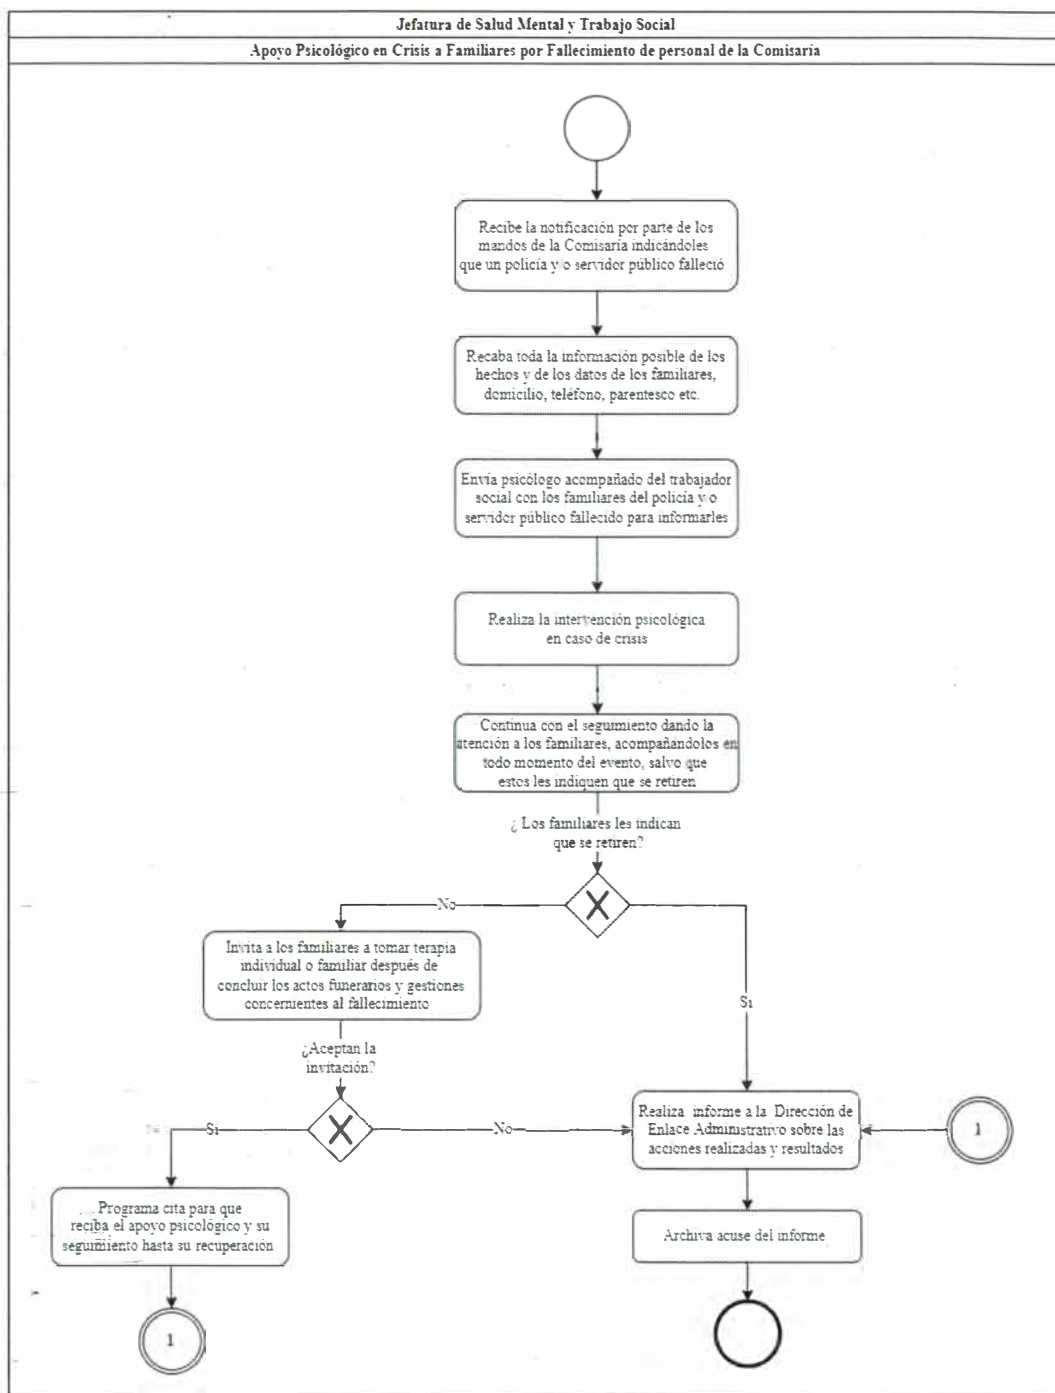 Jefatura de Salud Mental y Trabajo Social
Apoyo Psicológico en Crisis a Familiares por Fallecimiento de personal de la Comisaría
Recibe la notificación por parte de los
mandos de la Comisaría indicándoles
que un policía y/o servidor público falleció
Recaba toda la información posible de los
hechos y de los datos de los familiares,
domicilio, teléfono, parentesco etc.
Envía psicólogo acompañado del trabajador
social con los familiares del policía y/o
servidor público fallecido para informarles
Realiza la intervención psicológica
en caso de crisis
Continua con el seguimiento dando la
atención a los familiares, acompañándolos en
todo momento del evento, salvo que
estos les indiquen que se retiren
¿ Los familiares les indican
que se retiren?
No
Si
Invita a los familiares a tomar terapia
individual o familiar después de
concluir los actos funerarios y gestiones
concernientes al fallecimiento
¿Aceptan la
invitación?
Si
No
Realiza informe a la Dirección de
Enlace Administrativo sobre las
acciones realizadas y resultados
1
Programa cita para que
reciba el apoyo psicológico y su
seguimiento hasta su recuperación
Archiva acuse del informe
1